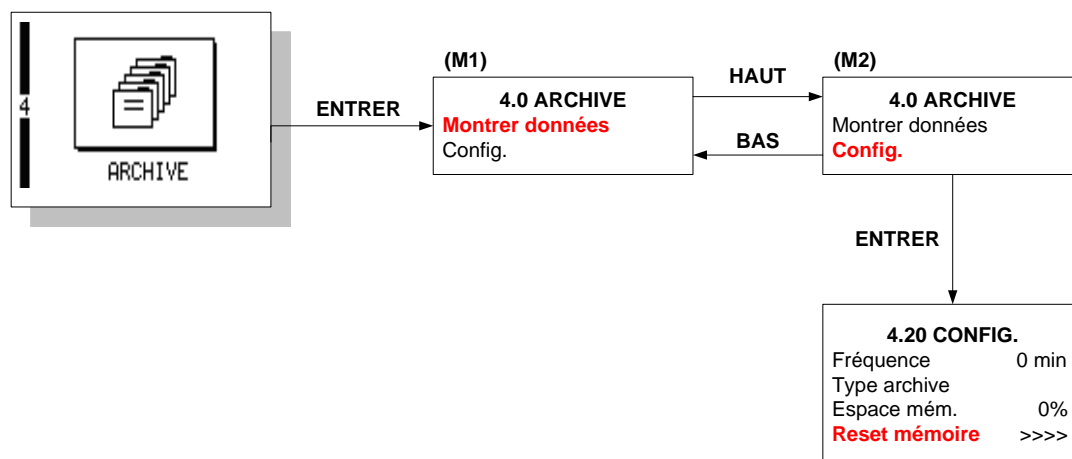 4
ARCHIVE
ENTRER
(M1)
4.0 ARCHIVE
Montrer données
Config.
HAUT
BAS
(M2)
4.0 ARCHIVE
Montrer données
Config.
ENTRER
4.20 CONFIG.
Fréquence 0 min
Type archive
Espace mém. 0%
Reset mémoire >>>>